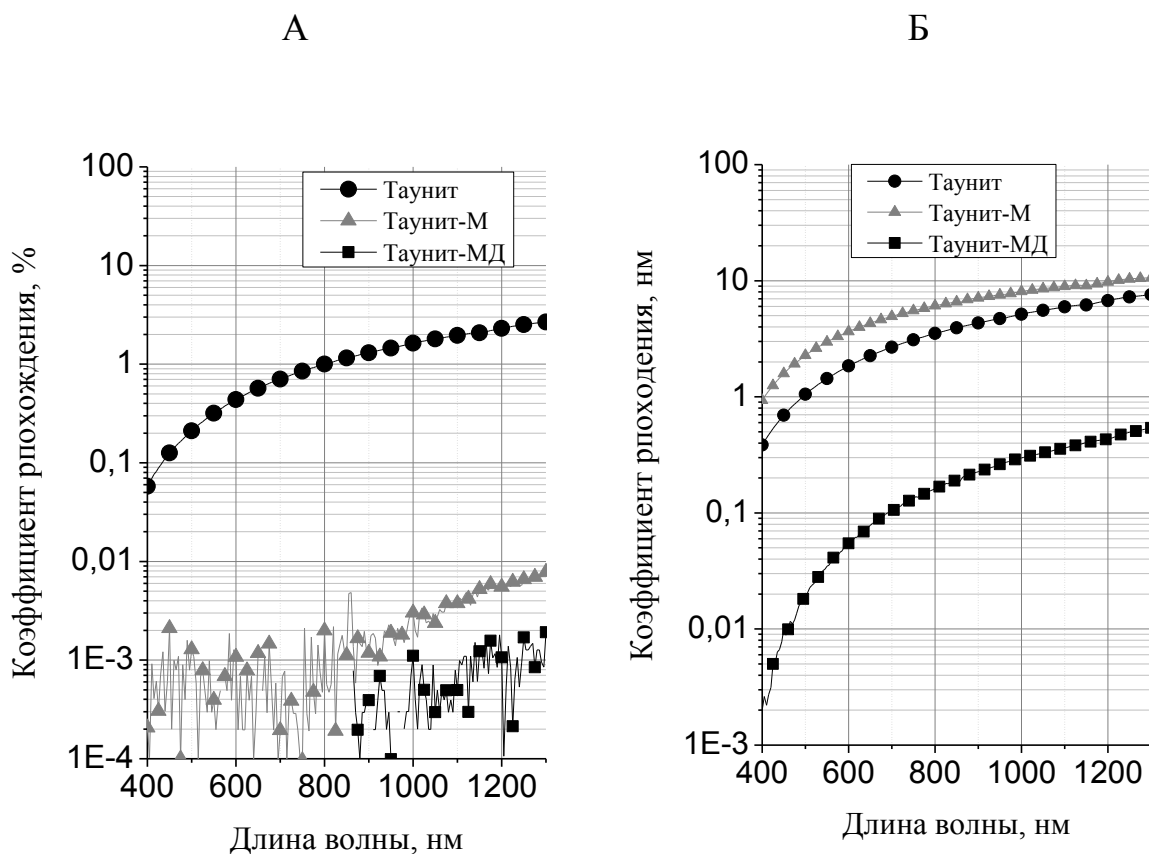 А
Б
100
10
1
0,1
0,01
1E-3
1E-4
Коэффициент рпохождения, %
Таунит
Таунит-М
Таунит-МД
400 600 800 1000 1200
Длина волны, нм
100
10
1
0,1
0,01
1E-3
Коэффициент рпоходения, нм
Таунит
Таунит-М
Таунит-МД
400 600 800 1000 1200
Длина волны, нм